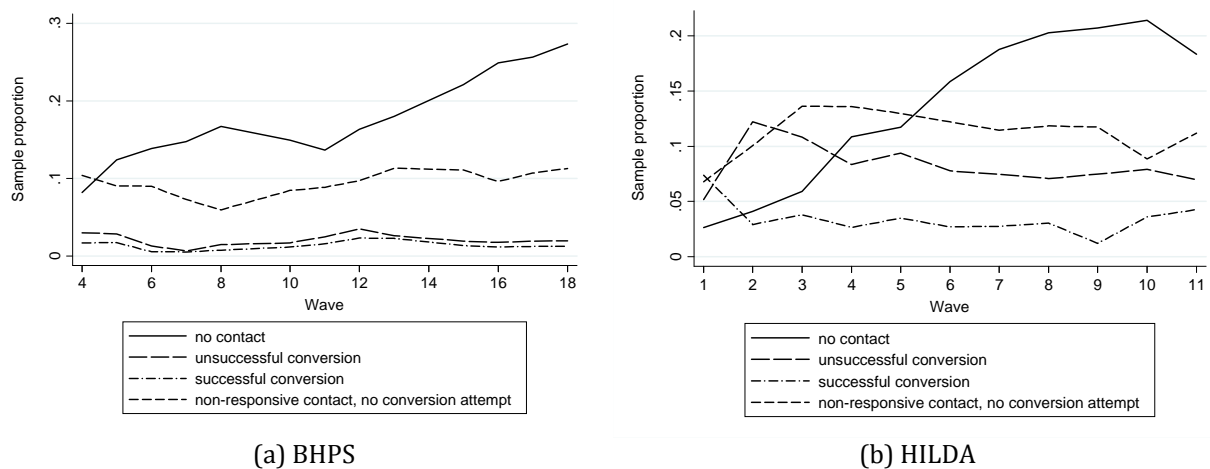 Sample proportion
.3
.2
.1
0
4 6 8 10 12 14 16 18
Wave
no contact
unsuccessful conversion
successful conversion
non-responsive contact, no conversion attempt
(a) BHPS
Sample proportion
.2
.15
.1
.05
0
1 2 3 4 5 6 7 8 9 10 11
Wave
no contact
unsuccessful conversion
successful conversion
non-responsive contact, no conversion attempt
(b) HILDA